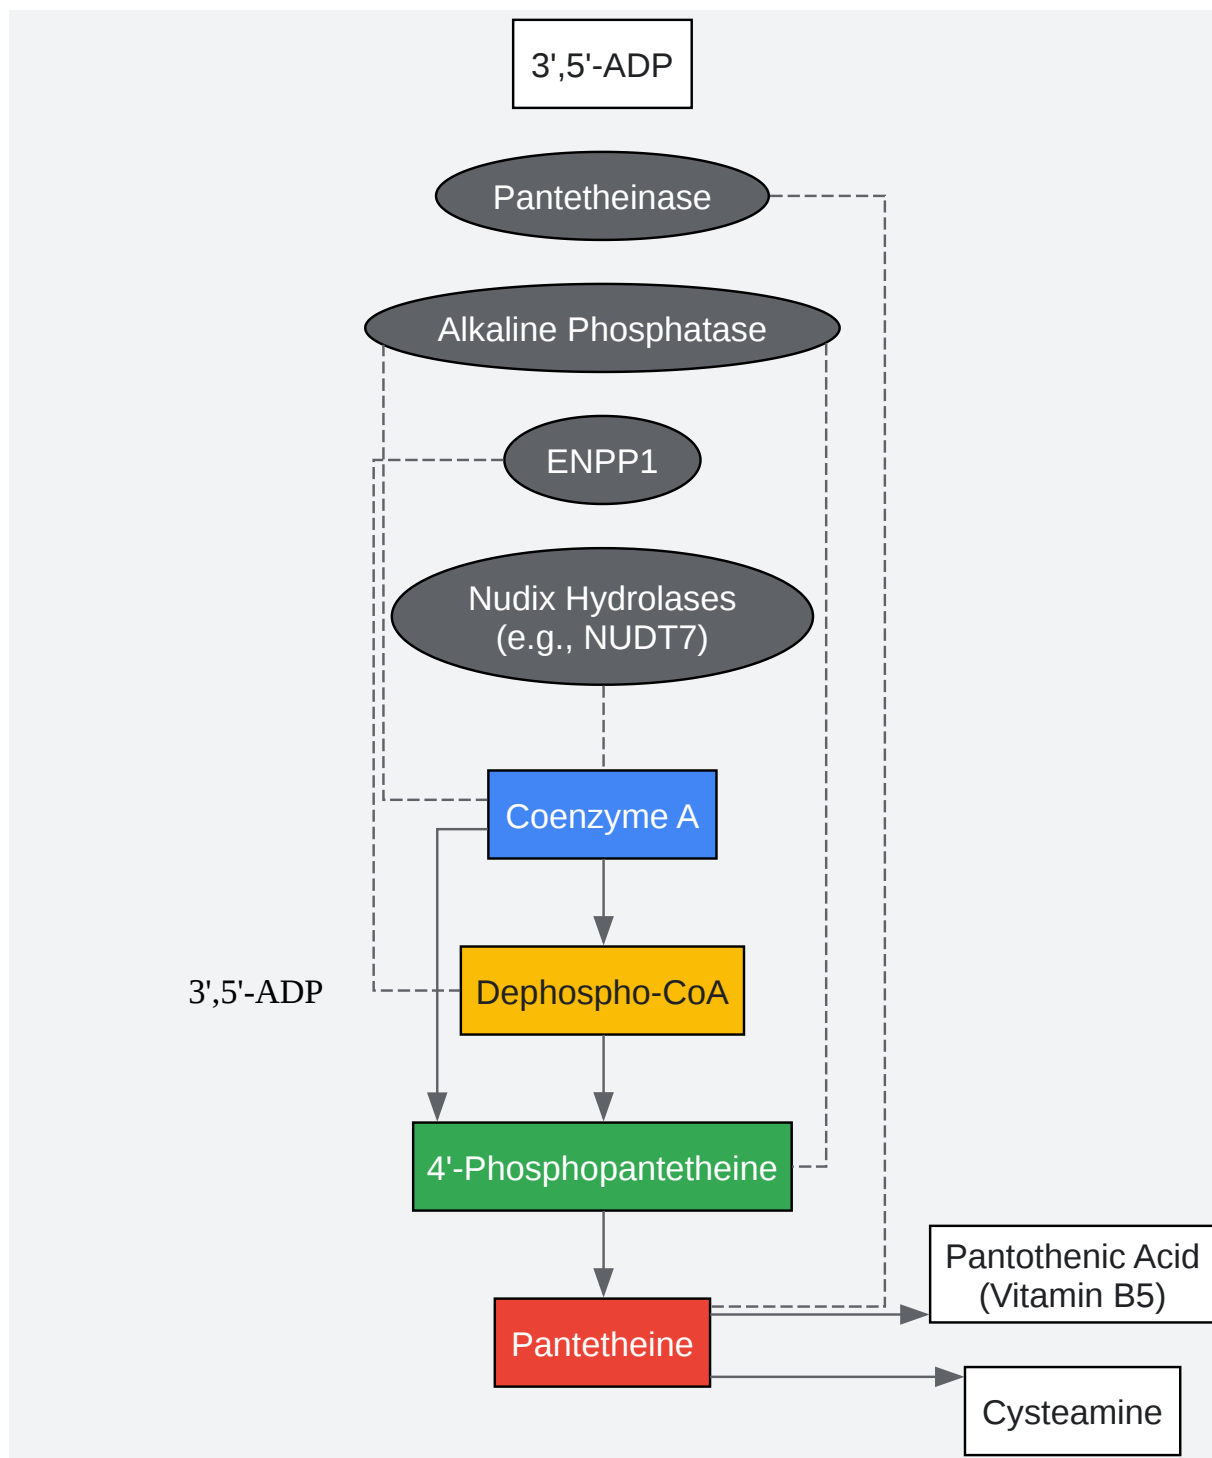 3',5'-ADP
Pantetheinase
Alkaline Phosphatase
ENPP1
Nudix Hydrolases
(e.g., NUDT7)
Coenzyme A
3',5'-ADP
Dephospho-CoA
4'-Phosphopantetheine
Pantothenic Acid
(Vitamin B5)
Pantetheine
Cysteamine